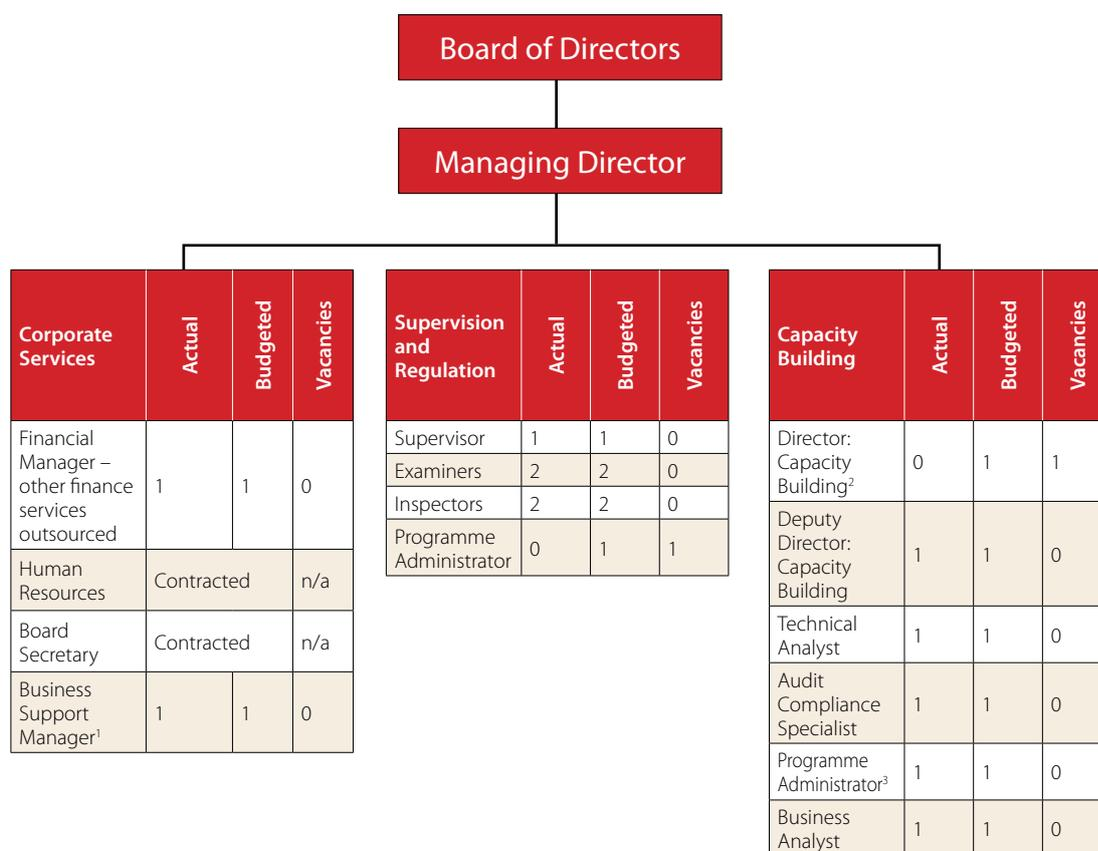 Board of Directors
Managing Director
Corporate
Services
Actual
Budgeted
Vacancies
Financial
Manager –
other finance
services
outsourced
1
1
0
Human
Resources
Contracted
n/a
Board
Secretary
Contracted
n/a
Business
Support
Manager¹
1
1
0
Supervision
and
Regulation
Actual
Budgeted
Vacancies
Supervisor
1
1
0
Examiners
2
2
0
Inspectors
2
2
0
Programme
Administrator
0
1
1
Capacity
Building
Actual
Budgeted
Vacancies
Director:
Capacity
Building²
0
1
1
Deputy
Director:
Capacity
Building
1
1
0
Technical
Analyst
1
1
0
Audit
Compliance
Specialist
1
1
0
Programme
Administrator³
1
1
0
Business
Analyst
1
1
0